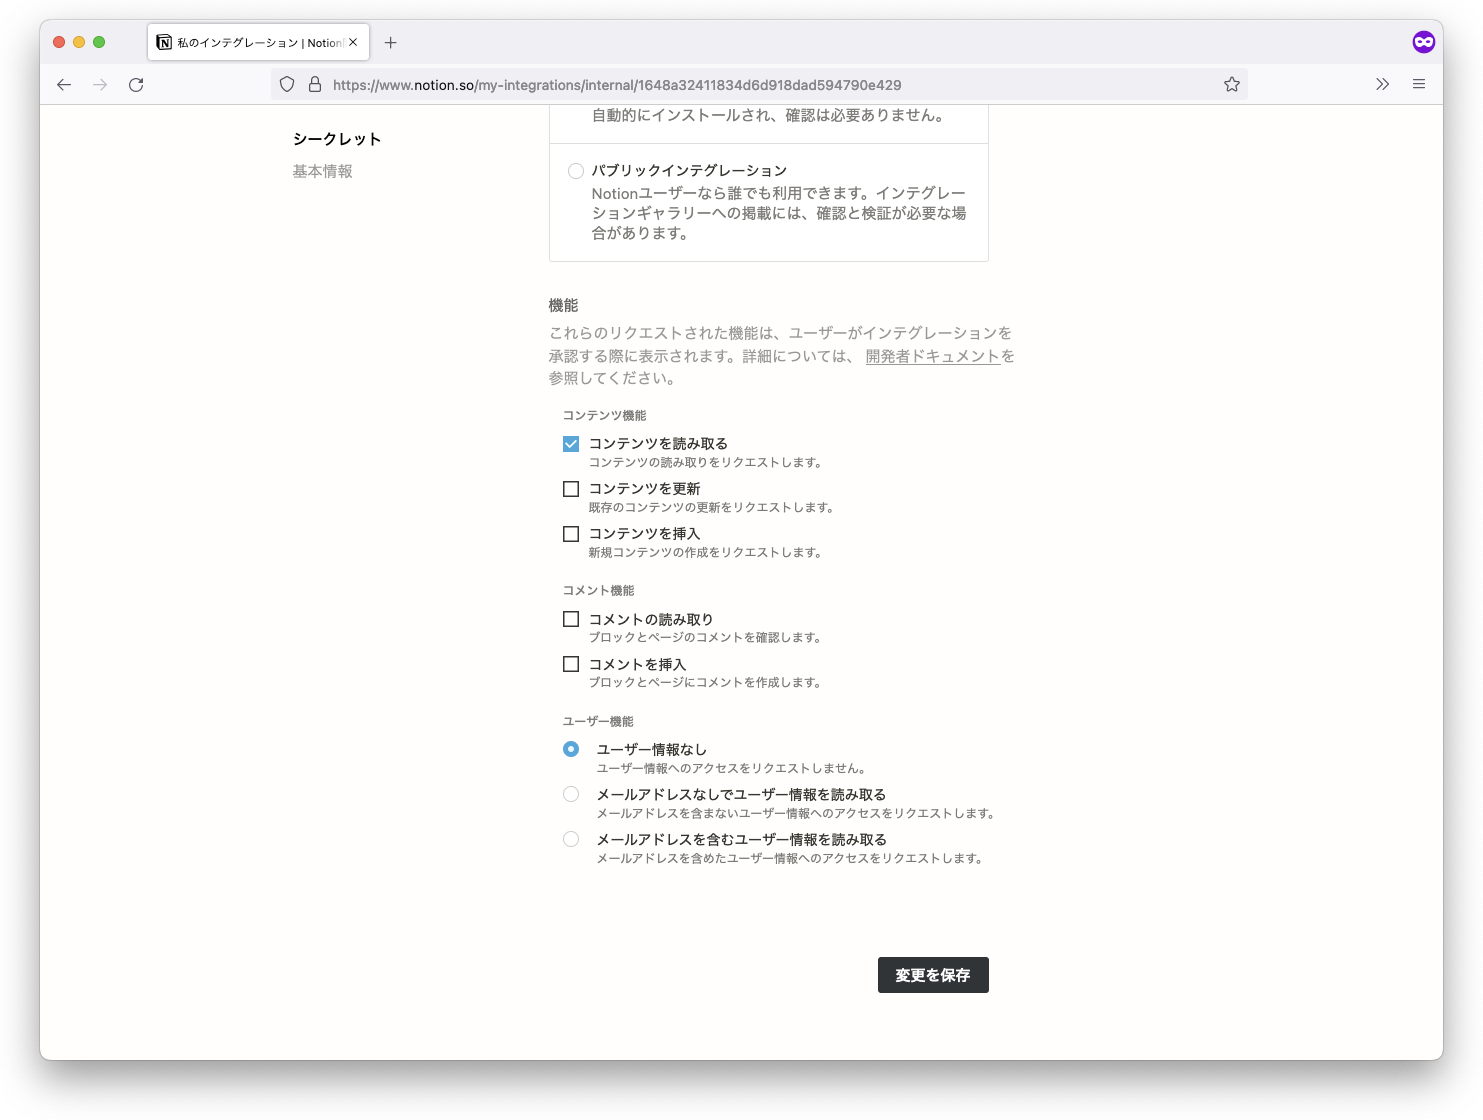 私のインテグレーション | Notion
https://www.notion.so/my-integrations/internal/1648a32411834d6d918dad594790e429
シークレット
基本情報
自動的にインストールされ、確認は必要ありません。
パブリックインテグレーション
Notionユーザーなら誰でも利用できます。インテグレー
ションギャラリーへの掲載には、確認と検証が必要な場
合があります。
機能
これらのリクエストされた機能は、ユーザーがインテグレーションを
承認する際に表示されます。詳細については、 開発者ドキュメントを
参照してください。
コンテンツ機能
コンテンツを読み取る
コンテンツの読み取りをリクエストします。
コンテンツを更新
既存のコンテンツの更新をリクエストします。
コンテンツを挿入
新規コンテンツの作成をリクエストします。
コメント機能
コメントの読み取り
ブロックとページのコメントを確認します。
コメントを挿入
ブロックとページにコメントを作成します。
ユーザー機能
ユーザー情報なし
ユーザー情報へのアクセスをリクエストしません。
メールアドレスなしでユーザー情報を読み取る
メールアドレスを含まないユーザー情報へのアクセスをリクエストします。
メールアドレスを含むユーザー情報を読み取る
メールアドレスを含めたユーザー情報へのアクセスをリクエストします。
変更を保存